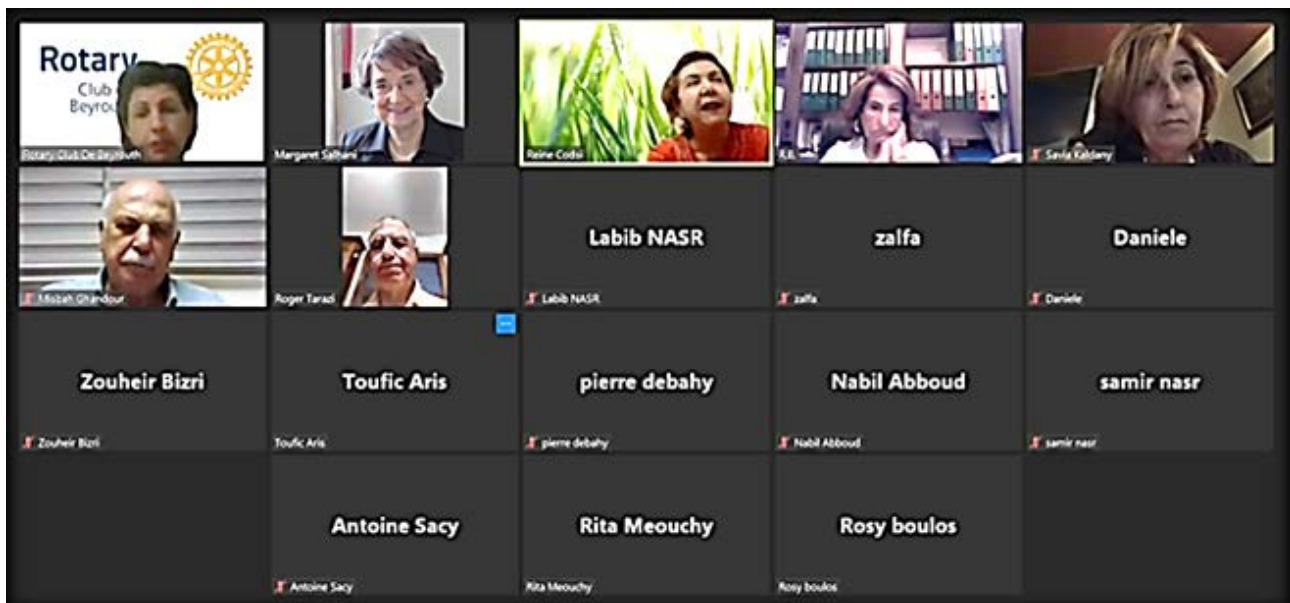 Rotary
Club
Beyrou
Rotary Club De Beyrouth
Margaret Salhani
Reine Codsi
R.B.
Savia Kaldany
Misbah Ghandour
Roger Tarazi
Labib NASR
Labib NASR
zalfa
zalfa
Daniele
Daniele
Zouheir Bizri
Zouheir Bizri
Toufic Aris
Toufic Aris
pierre debahy
pierre debahy
Nabil Abboud
Nabil Abboud
samir nasr
samir nasr
Antoine Sacy
Antoine Sacy
Rita Meouchy
Rita Meouchy
Rosy boulos
Rosy boulos